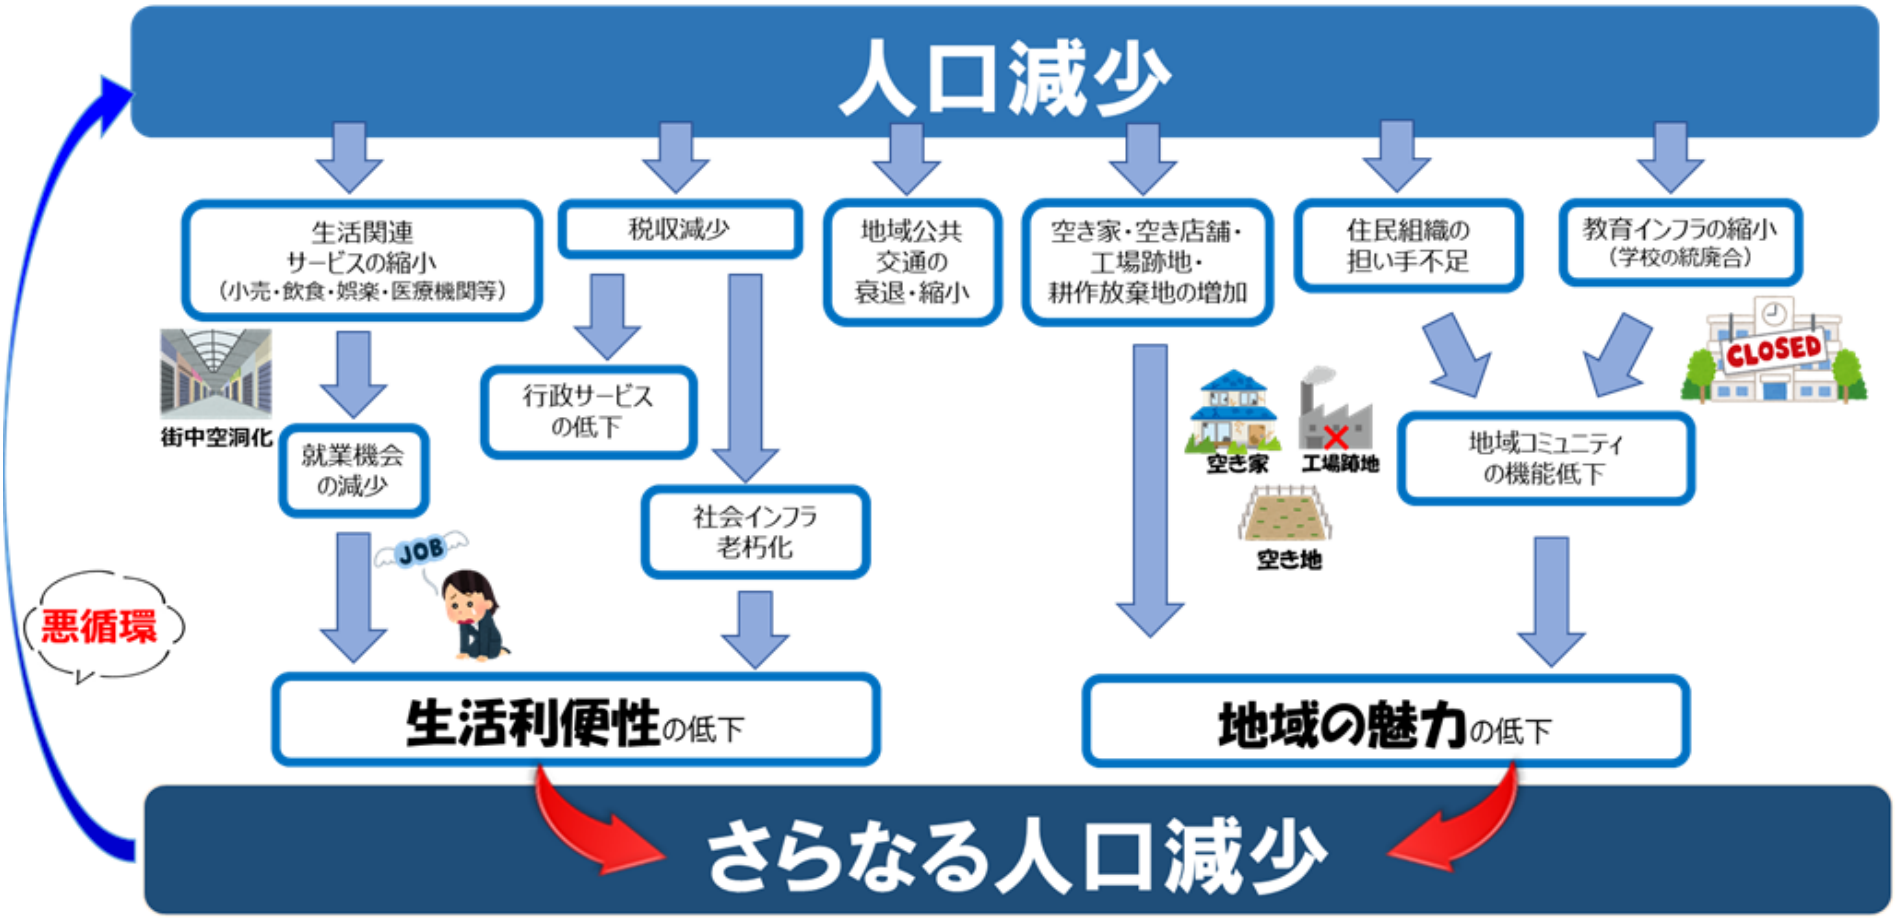 人口減少
生活関連
サービスの縮小
（小売・飲食・娯楽・医療機関等）
税収減少
地域公共
交通の
衰退・縮小
空き家・空き店舗・
工場跡地・
耕作放棄地の増加
住民組織の
担い手不足
教育インフラの縮小
（学校の統廃合）
CLOSED
街中空洞化
就業機会
の減少
行政サービス
の低下
空き家
工場跡地
地域コミュニティ
の機能低下
社会インフラ
老朽化
空き地
JOB
悪循環
生活利便性の低下
地域の魅力の低下
さらなる人口減少